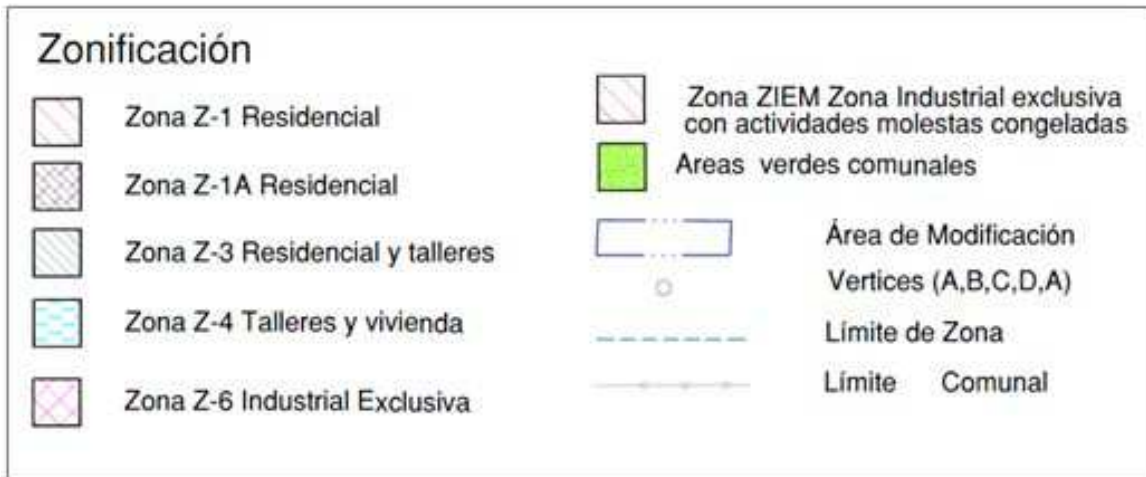 Zonificación
Zona Z-1 Residencial
Zona Z-1A Residencial
Zona Z-3 Residencial y talleres
Zona Z-4 Talleres y vivienda
Zona Z-6 Industrial Exclusiva
Zona ZIEM Zona Industrial exclusiva
con actividades molestas congeladas
Areas verdes comunales
Área de Modificación
Vertices (A,B,C,D,A)
Límite de Zona
Límite Comunal